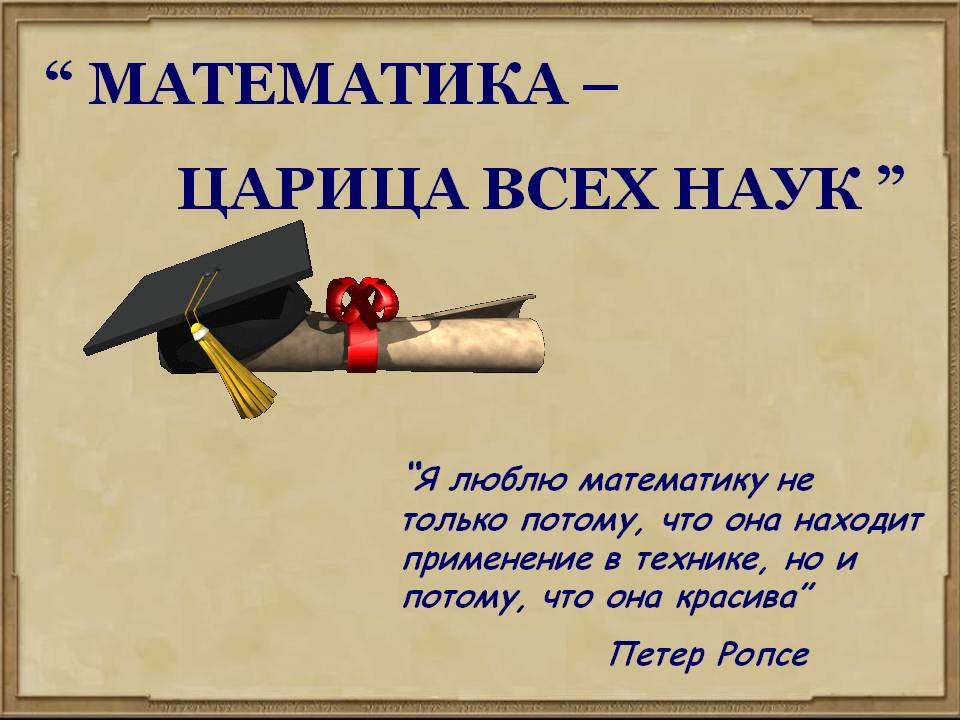 “ МАТЕМАТИКА –
ЦАРИЦА ВСЕХ НАУК ”
“Я люблю математику не
только потому, что она находит
применение в технике, но и
потому, что она красива”
Петер Ропсе